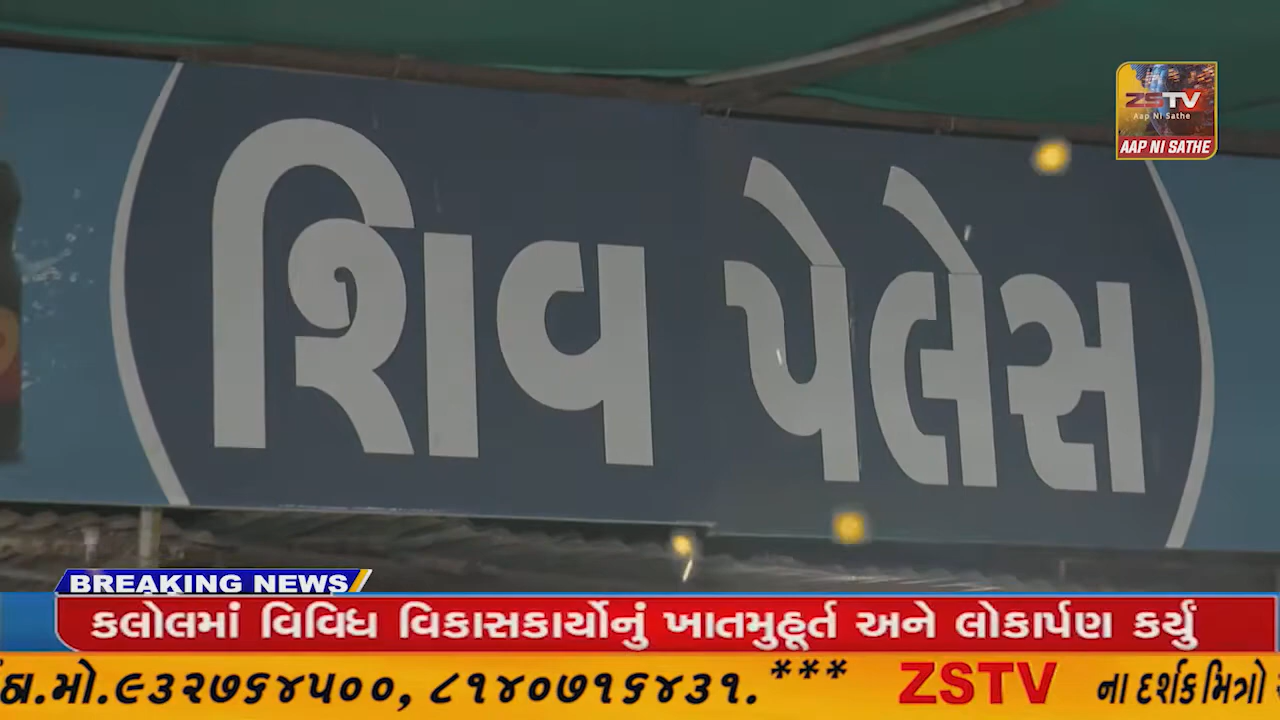 ZSTV
Aap Ni Sathe
AAP NI SATHE
શિવ પેલેસ
BREAKING NEWS
કલોલમાં વિવિધ વિકાસકાર્યોનું ખાતમુહૂર્ત અને લોકાર્પણ કર્યું
મો.૯૩૨૭૬૪૫૦૦, ૮૧૪૦૭૧૬૪૩૧. *** ZSTV ના દર્શક મિત્રો